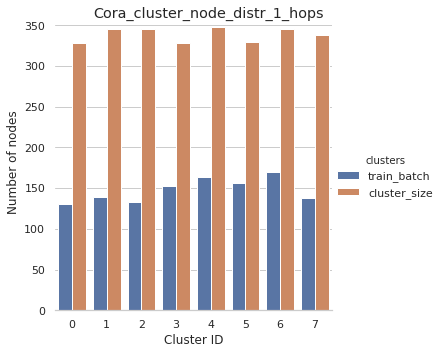 Cora_cluster_node_distr_1_hops
350
300
250
200
150
100
50
0
Number of nodes
0 1 2 3 4 5 6 7
Cluster ID
clusters
train_batch
cluster_size